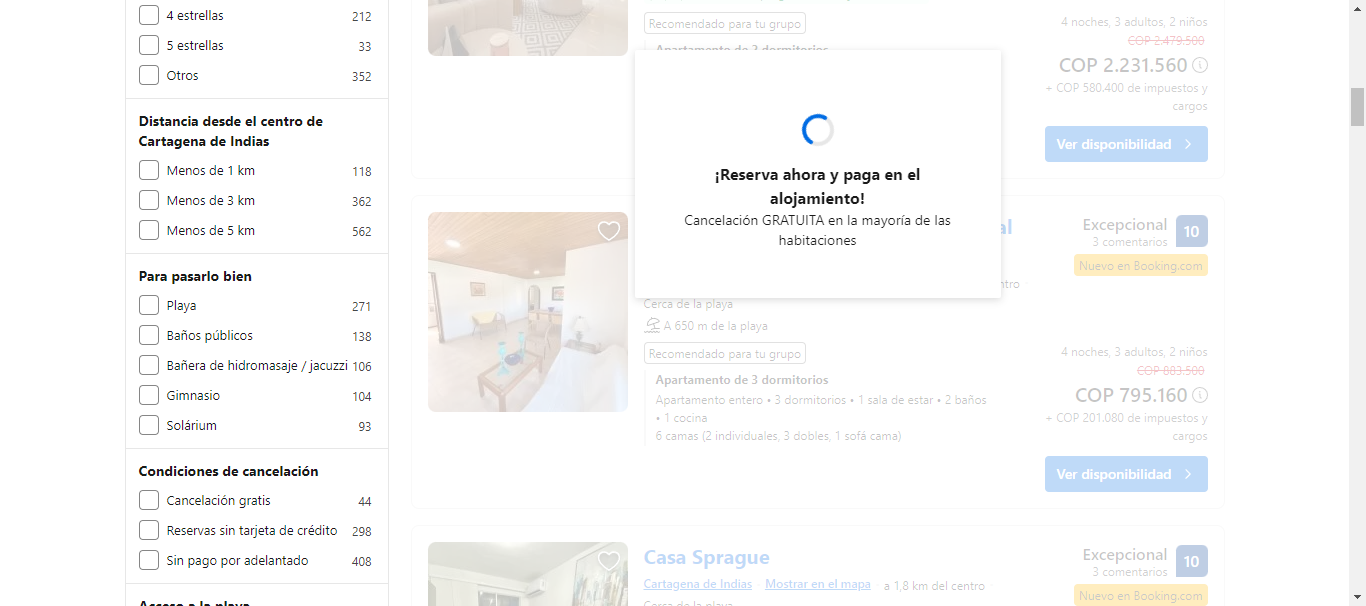 4 estrellas 212
5 estrellas 33
Otros 352
Distancia desde el centro de
Cartagena de Indias
Menos de 1 km 118
Menos de 3 km 362
Menos de 5 km 562
Para pasarlo bien
Playa 271
Baños públicos 138
Bañera de hidromasaje / jacuzzi 106
Gimnasio 104
Solárium 93
Condiciones de cancelación
Cancelación gratis 44
Reservas sin tarjeta de crédito 298
Sin pago por adelantado 408
Acceso a la playa
Recomendado para tu grupo
Apartamento de 3 dormitorios
4 noches, 3 adultos, 2 niños
COP 2.479.500
COP 2.231.560
+ COP 580.400 de impuestos y
cargos
Ver disponibilidad
¡Reserva ahora y paga en el
alojamiento!
Cancelación GRATUITA en la mayoría de las
habitaciones
al
Excepcional
3 comentarios
10
Nuevo en Booking.com
ntro
Cerca de la playa
A 650 m de la playa
Recomendado para tu grupo
Apartamento de 3 dormitorios
Apartamento entero • 3 dormitorios • 1 sala de estar • 2 baños
• 1 cocina
6 camas (2 individuales, 3 dobles, 1 sofá cama)
4 noches, 3 adultos, 2 niños
COP 883.500
COP 795.160
+ COP 201.080 de impuestos y
cargos
Ver disponibilidad
Casa Sprague
Cartagena de Indias Mostrar en el mapa a 1,8 km del centro
Cerca de la playa
Excepcional
3 comentarios
10
Nuevo en Booking.com